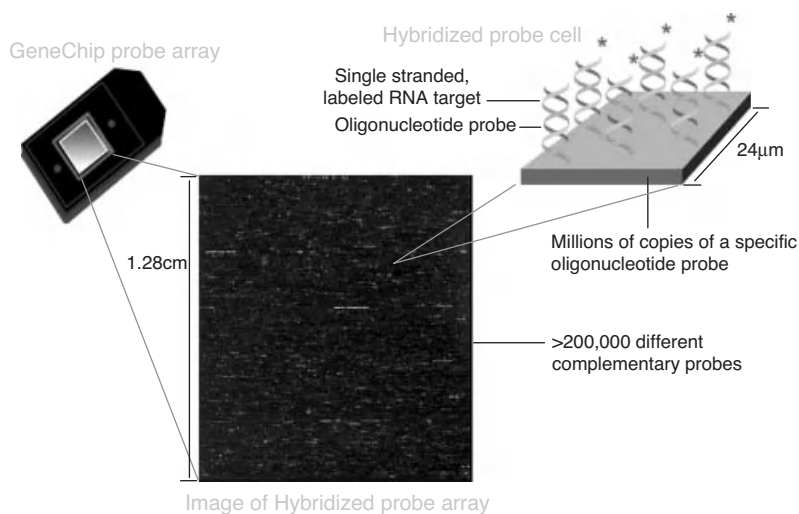 GeneChip probe array
Hybridized probe cell
Single stranded,
labeled RNA target
Oligonucleotide probe
24μm
Millions of copies of a specific
oligonucleotide probe
1.28cm
>200,000 different
complementary probes
Image of Hybridized probe array